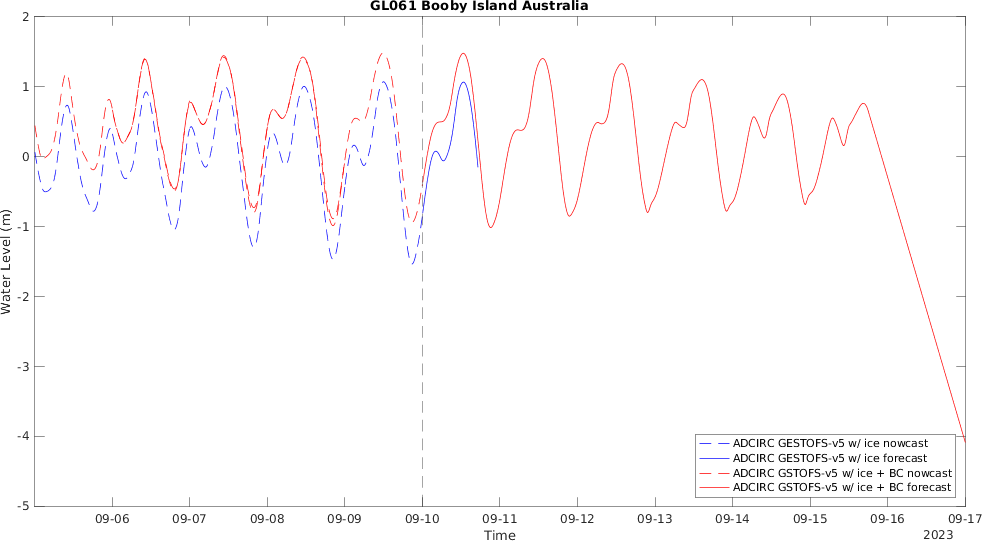 GL061 Booby Island Australia
2
1
0
-1
-2
-3
-4
-5
Water Level (m)
ADCIRC GESTOFS-v5 w/ ice nowcast
ADCIRC GESTOFS-v5 w/ ice forecast
ADCIRC GSTOFS-v5 w/ ice + BC nowcast
ADCIRC GSTOFS-v5 w/ ice + BC forecast
09-06 09-07 09-08 09-09 09-10 09-11 09-12 09-13 09-14 09-15 09-16 09-17
Time
2023